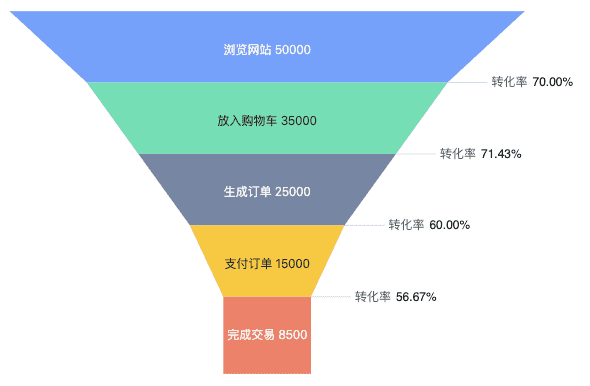 浏览网站 50000
转化率 70.00%
放入购物车 35000
转化率 71.43%
生成订单 25000
转化率 60.00%
支付订单 15000
转化率 56.67%
完成交易 8500